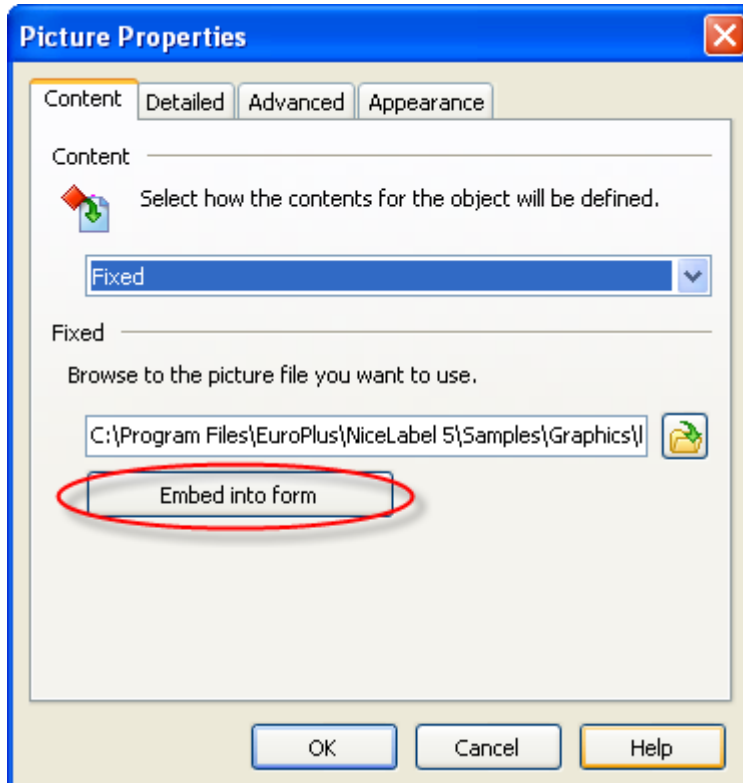 Picture Properties
Content Detailed Advanced Appearance
Content
Select how the contents for the object will be defined.
Fixed
Fixed
Browse to the picture file you want to use.
C:\Program Files\EuroPlus\NiceLabel 5\Samples\Graphics\
Embed into form
OK Cancel Help